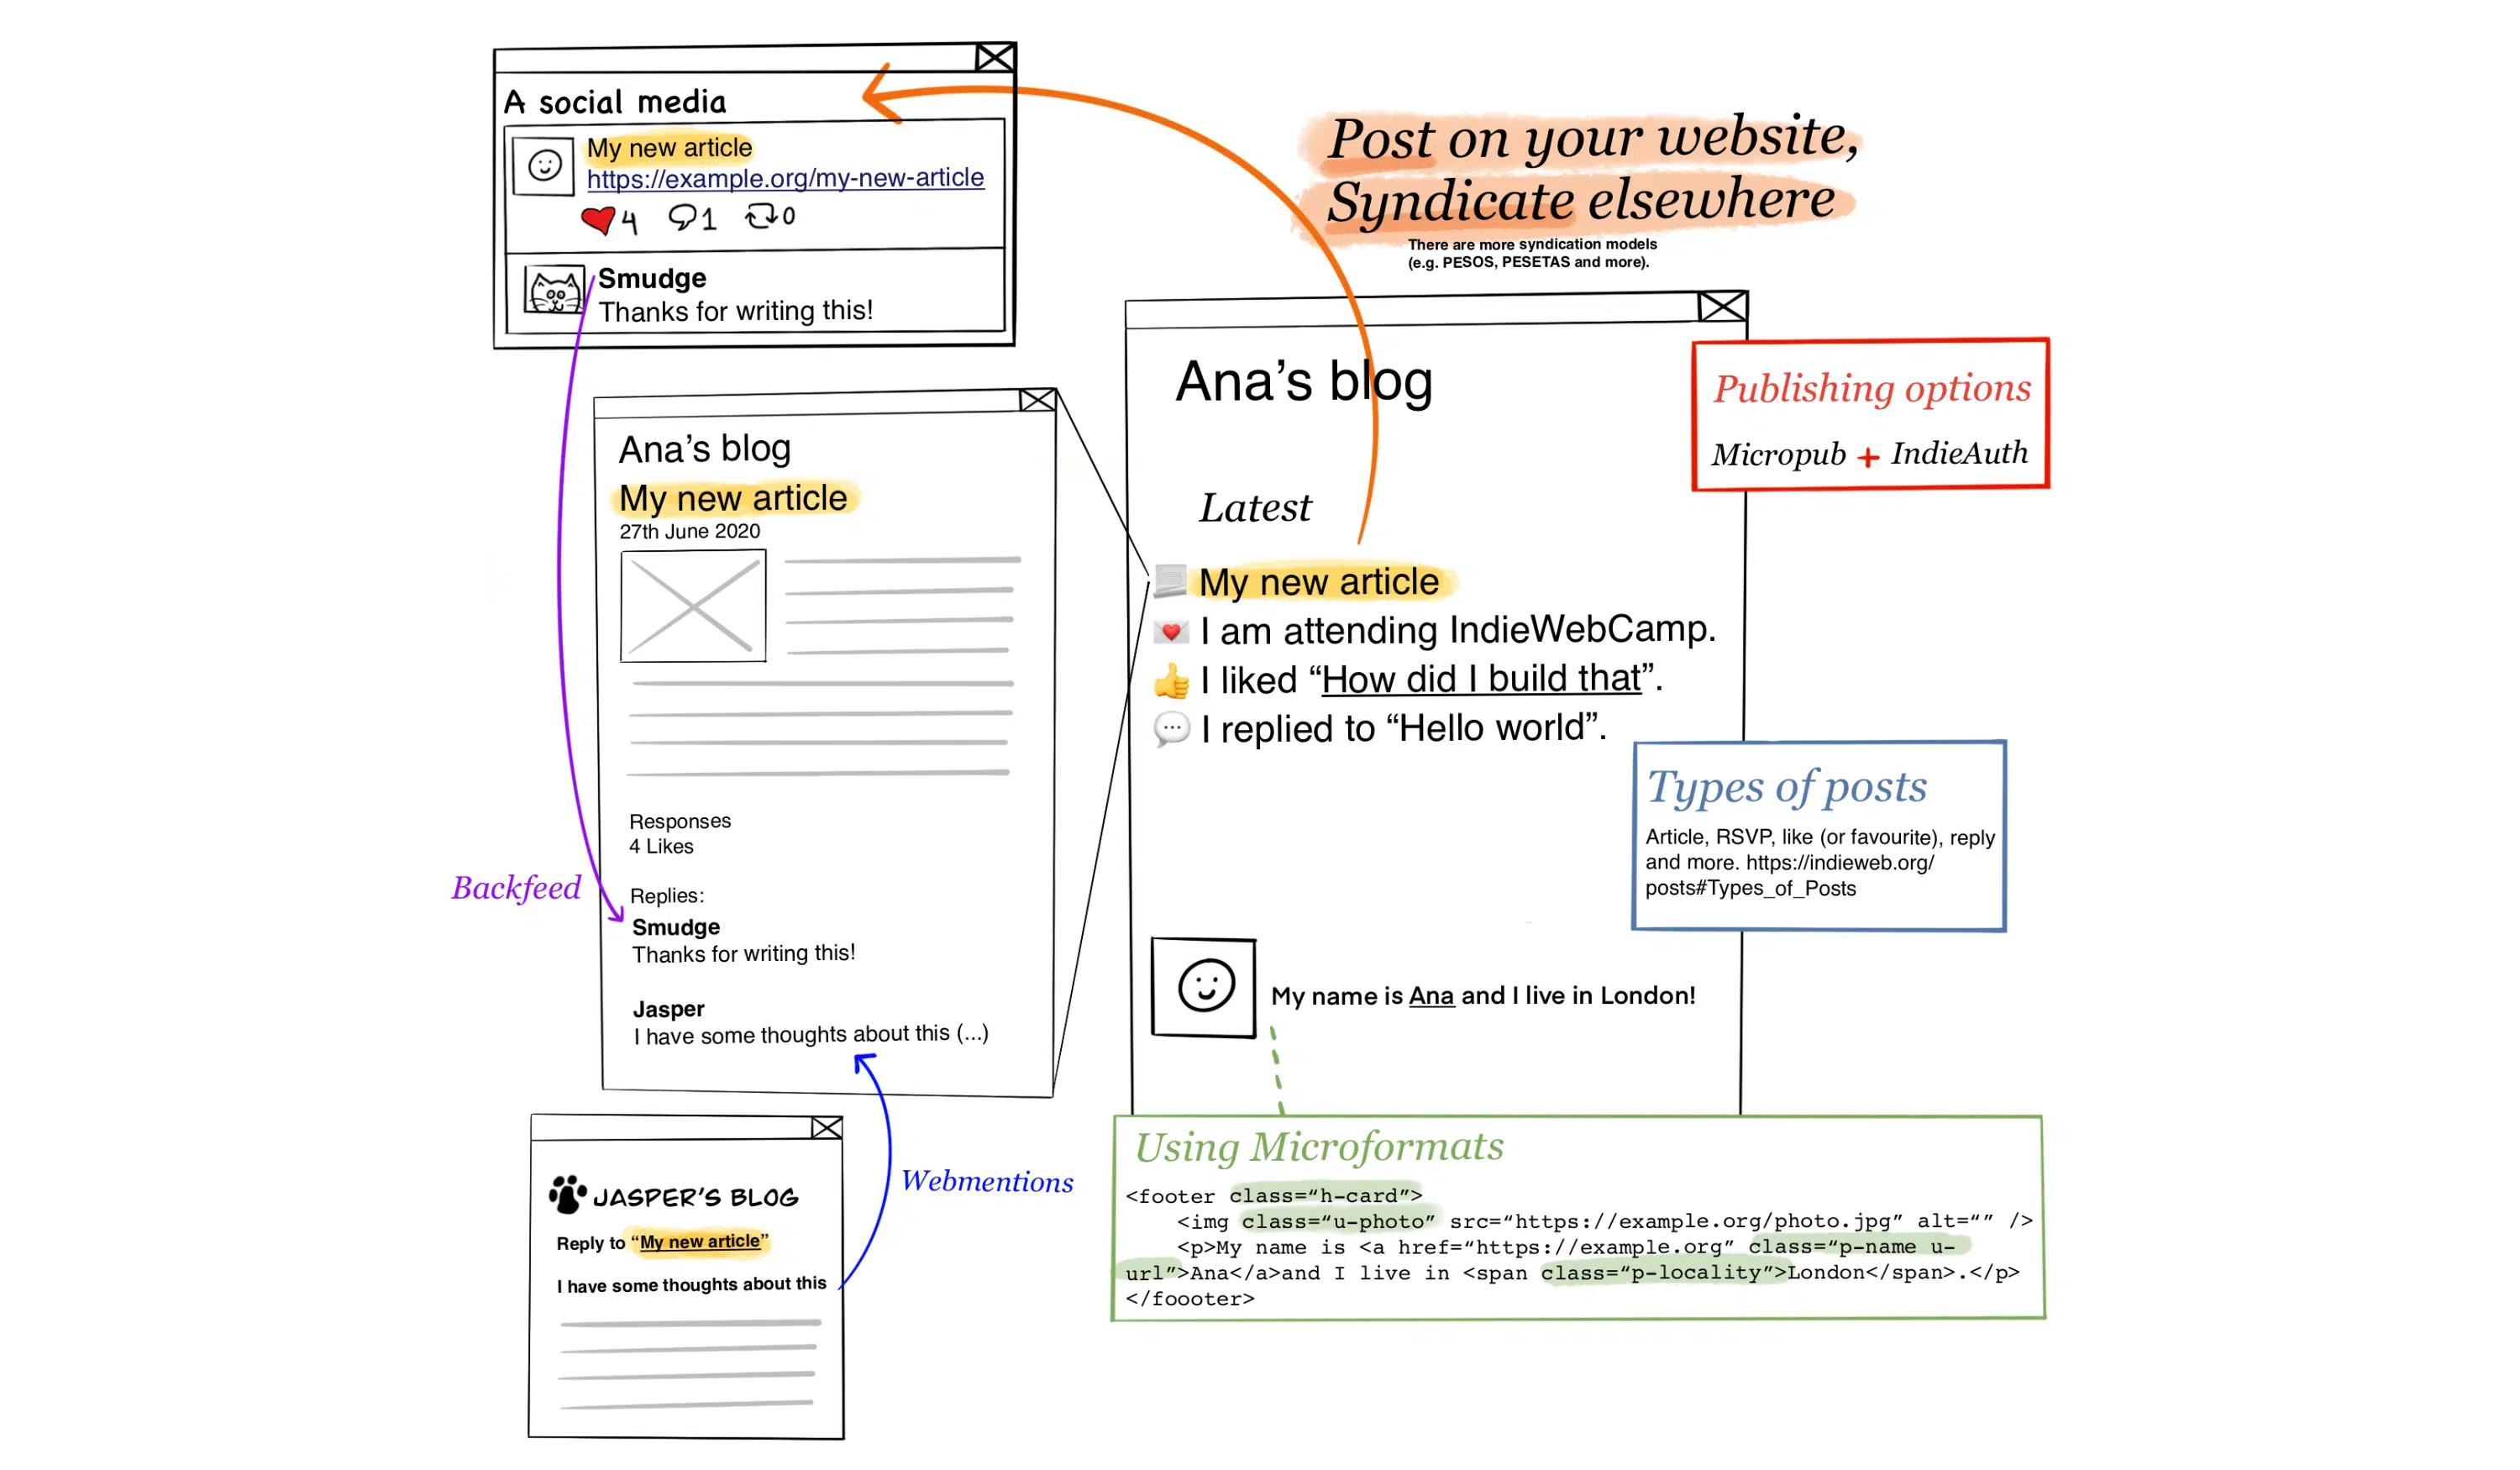 A social media
My new article
https://example.org/my-new-article
4 1 0
Smudge
Thanks for writing this!
Post on your website,
Syndicate elsewhere
There are more syndication models
(e.g. PESOS, PESETAS and more).
Ana’s blog
Latest
My new article
I am attending IndieWebCamp.
I liked “How did I build that”.
I replied to “Hello world”.
My name is Ana and I live in London!
Publishing options
Micropub + IndieAuth
Types of posts
Article, RSVP, like (or favourite), reply
and more. https://indieweb.org/
posts#Types_of_Posts
Ana’s blog
My new article
27th June 2020
Responses
4 Likes
Replies:
Smudge
Thanks for writing this!
Jasper
I have some thoughts about this (...)
Backfeed
Webmentions
JASPER’S BLOG
Reply to “My new article”
I have some thoughts about this
Using Microformats
<footer class=“h-card”>
<img class=“u-photo” src=“https://example.org/photo.jpg” alt=“” />
<p>My name is <a href=“https://example.org” class=“p-name u-
url”>Ana</a>and I live in <span class=“p-locality”>London</span>.</p>
</foooter>